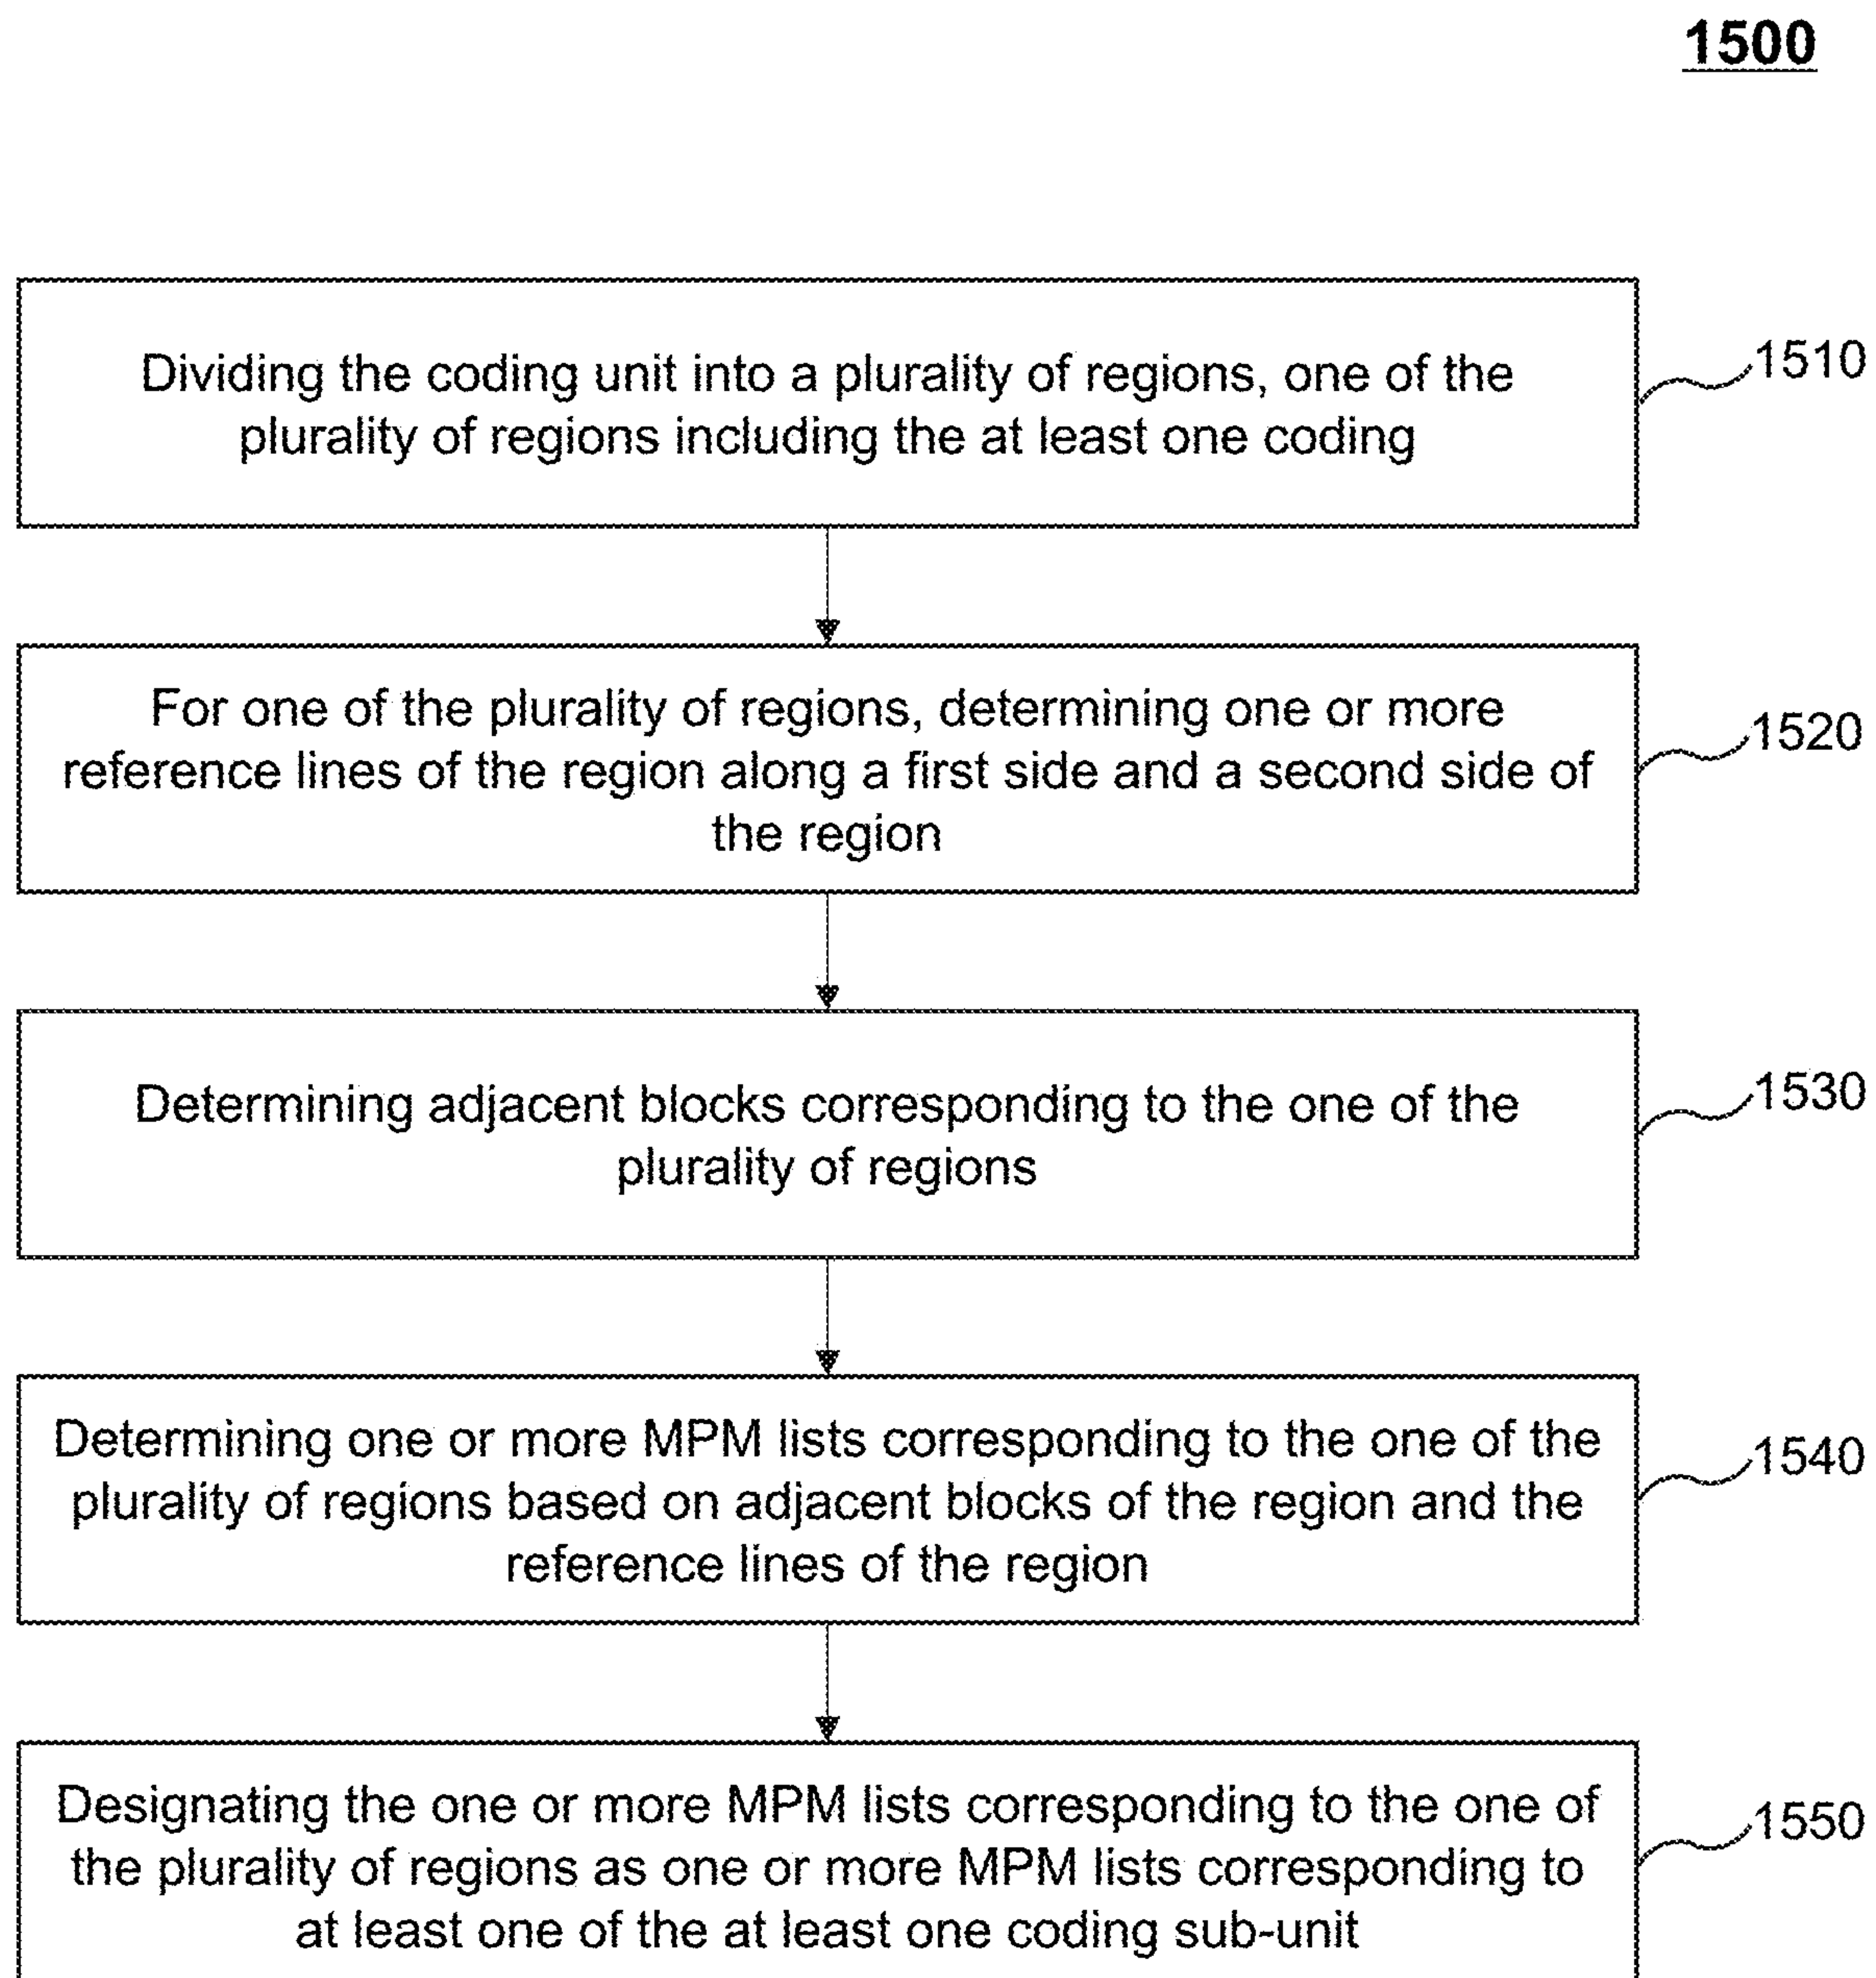 1500
Dividing the coding unit into a plurality of regions, one of the
plurality of regions including the at least one coding
1510
For one of the plurality of regions, determining one or more
reference lines of the region along a first side and a second side of
the region
1520
Determining adjacent blocks corresponding to the one of the
plurality of regions
1530
Determining one or more MPM lists corresponding to the one of the
plurality of regions based on adjacent blocks of the region and the
reference lines of the region
1540
Designating the one or more MPM lists corresponding to the one of
the plurality of regions as one or more MPM lists corresponding to
at least one of the at least one coding sub-unit
1550